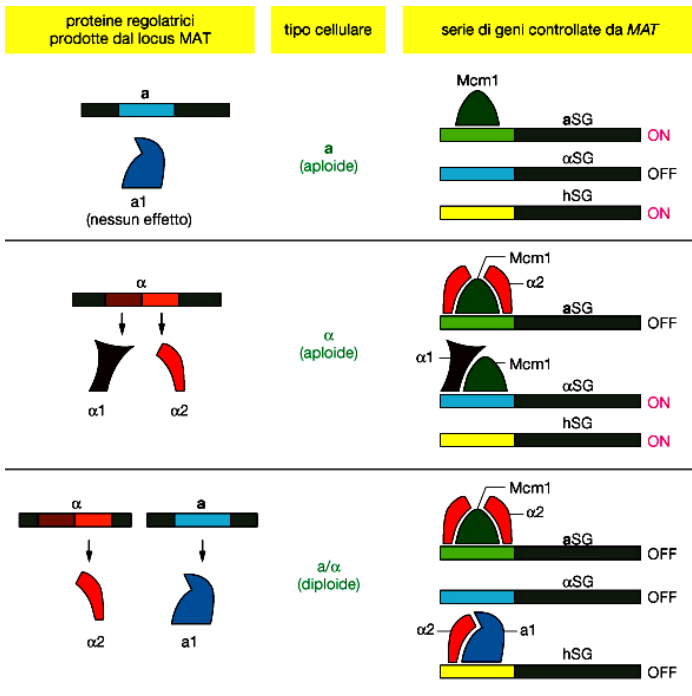 proteine regolatrici
prodotte dal locus MAT
tipo cellulare
serie di geni controllate da MAT
a
a1
(nessun effetto)
a
(aploide)
Mcm1
aSG
ON
αSG
OFF
hSG
ON
α
α1
α2
α
(aploide)
Mcm1
α2
aSG
OFF
α1
Mcm1
αSG
ON
hSG
ON
α
a
α2
a1
a/α
(diploide)
Mcm1
α2
aSG
OFF
αSG
OFF
α2
a1
hSG
OFF